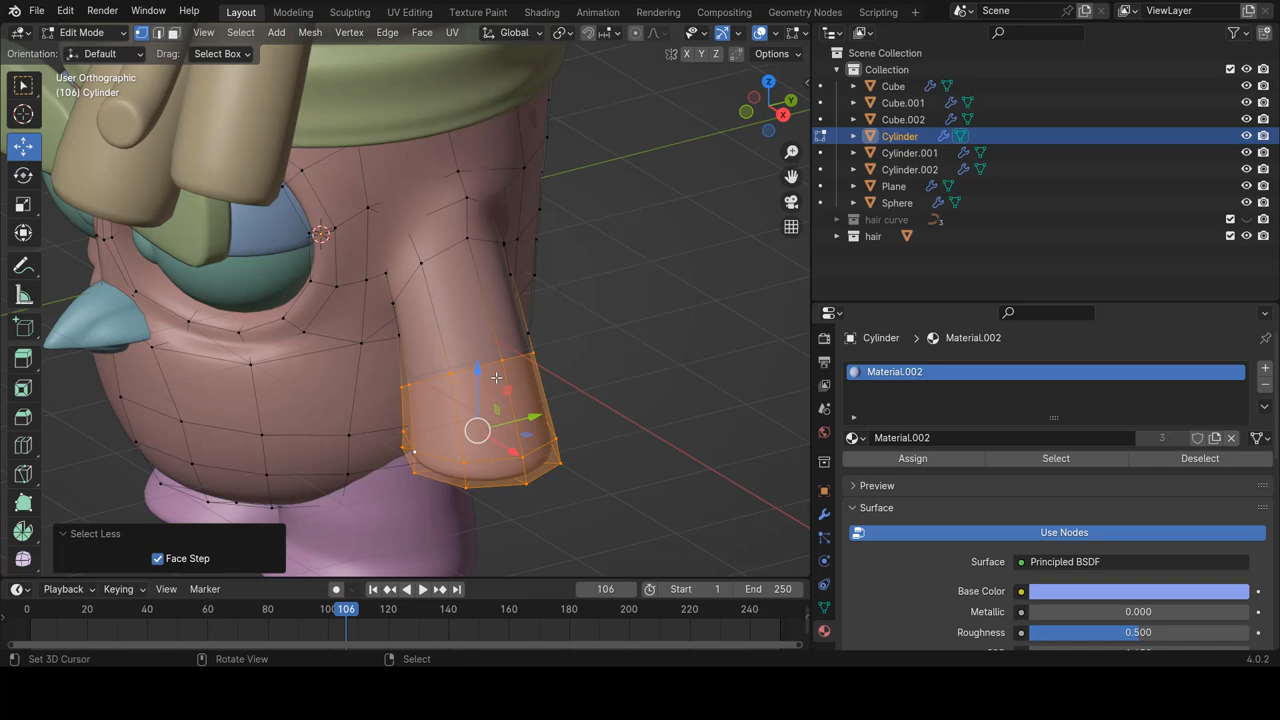 File Edit Render Window Help Layout Modeling Sculpting UV Editing Texture Paint Shading Animation Rendering Compositing Geometry Nodes Scripting Scene ViewLayer
Edit Mode View Select Add Mesh Vertex Edge Face UV Global
Orientation: Default Drag: Select Box X Y Z Options
User Orthographic
(106) Cylinder
Z
Y
X
Scene Collection
Collection
Cube
Cube.001
Cube.002
Cylinder
Cylinder.001
Cylinder.002
Plane
Sphere
hair curve 3
hair
Cylinder > Material.002
Material.002
Material.002 3
Assign Select Deselect
Preview
Surface
Use Nodes
Surface Principled BSDF
Base Color
Metallic 0.000
Roughness 0.500
Select Less
Face Step
Playback Keying View Marker 106 Start 1 End 250
0 20 40 60 80 106 120 140 160 180 200 220 240
Set 3D Cursor Rotate View Select 4.0.2